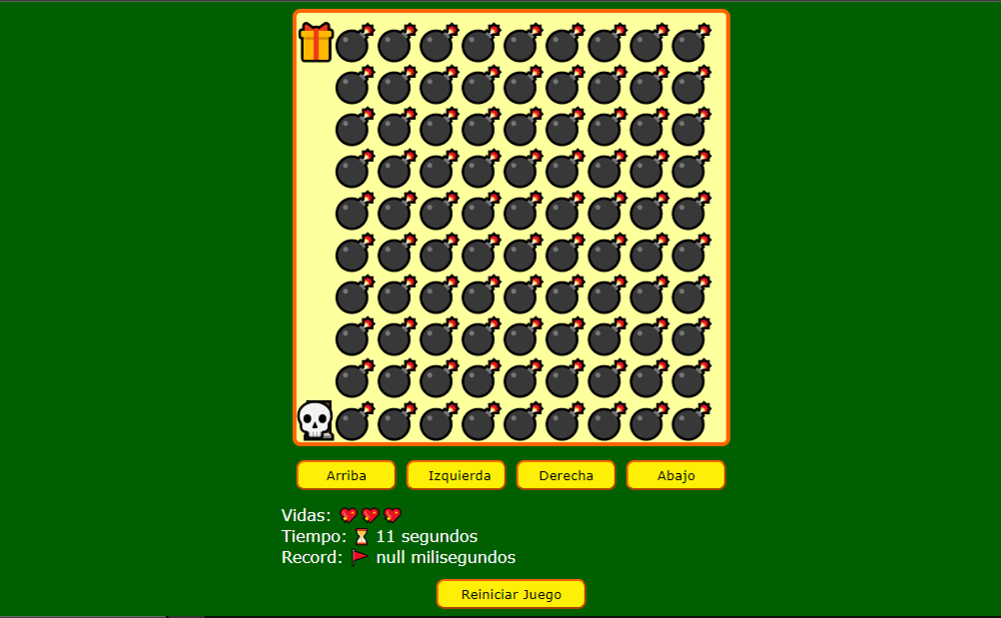 Arriba Izquierda Derecha Abajo
Vidas:
Tiempo: 11 segundos
Record: null milisegundos
Reiniciar Juego